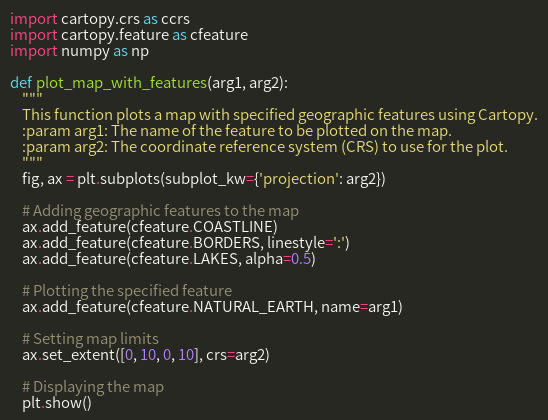 import cartopy.crs as ccrs
import cartopy.feature as cfeature
import numpy as np

def plot_map_with_features(arg1, arg2):
    """
    This function plots a map with specified geographic features using Cartopy.
    :param arg1: The name of the feature to be plotted on the map.
    :param arg2: The coordinate reference system (CRS) to use for the plot.
    """
    fig, ax = plt.subplots(subplot_kw={'projection': arg2})

    # Adding geographic features to the map
    ax.add_feature(cfeature.COASTLINE)
    ax.add_feature(cfeature.BORDERS, linestyle=':')
    ax.add_feature(cfeature.LAKES, alpha=0.5)

    # Plotting the specified feature
    ax.add_feature(cfeature.NATURAL_EARTH, name=arg1)

    # Setting map limits
    ax.set_extent([0, 10, 0, 10], crs=arg2)

    # Displaying the map
    plt.show()